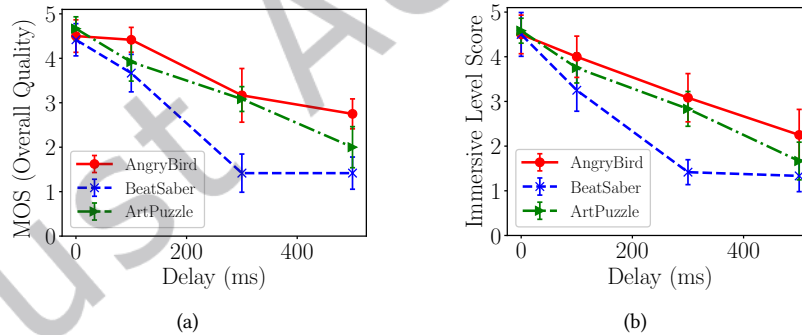 5
4
3
2
1
0
0
200
400
MOS (Overall Quality)
Delay (ms)
AngryBird
BeatSaber
ArtPuzzle
(a)
5
4
3
2
1
0
0
200
400
Immersive Level Score
Delay (ms)
AngryBird
BeatSaber
ArtPuzzle
(b)